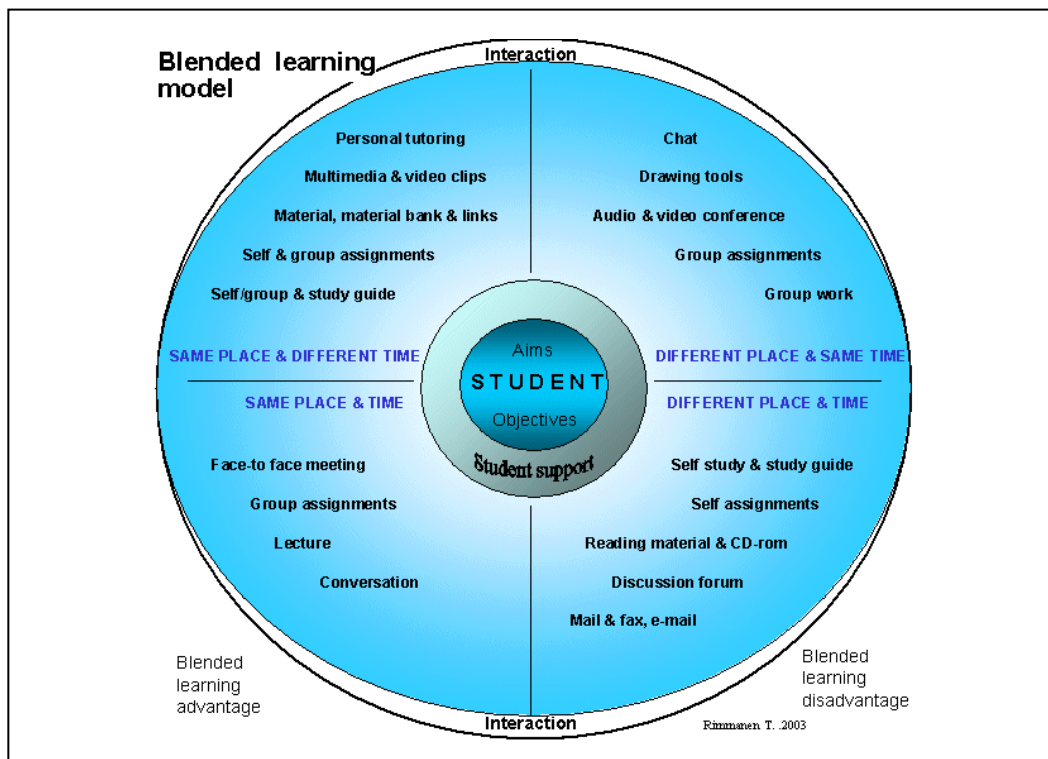 Interaction
Blended learning
model
Personal tutoring
Multimedia & video clips
Material, material bank & links
Self & group assignments
Self/group & study guide
SAME PLACE & DIFFERENT TIME
Chat
Drawing tools
Audio & video conference
Group assignments
Group work
DIFFERENT PLACE & SAME TIME
Aims
STUDENT
Objectives
Student support
SAME PLACE & TIME
Face-to face meeting
Group assignments
Lecture
Conversation
DIFFERENT PLACE & TIME
Self study & study guide
Self assignments
Reading material & CD-rom
Discussion forum
Mail & fax, e-mail
Blended
learning
advantage
Blended
learning
disadvantage
Interaction
Rimmanen T. .2003